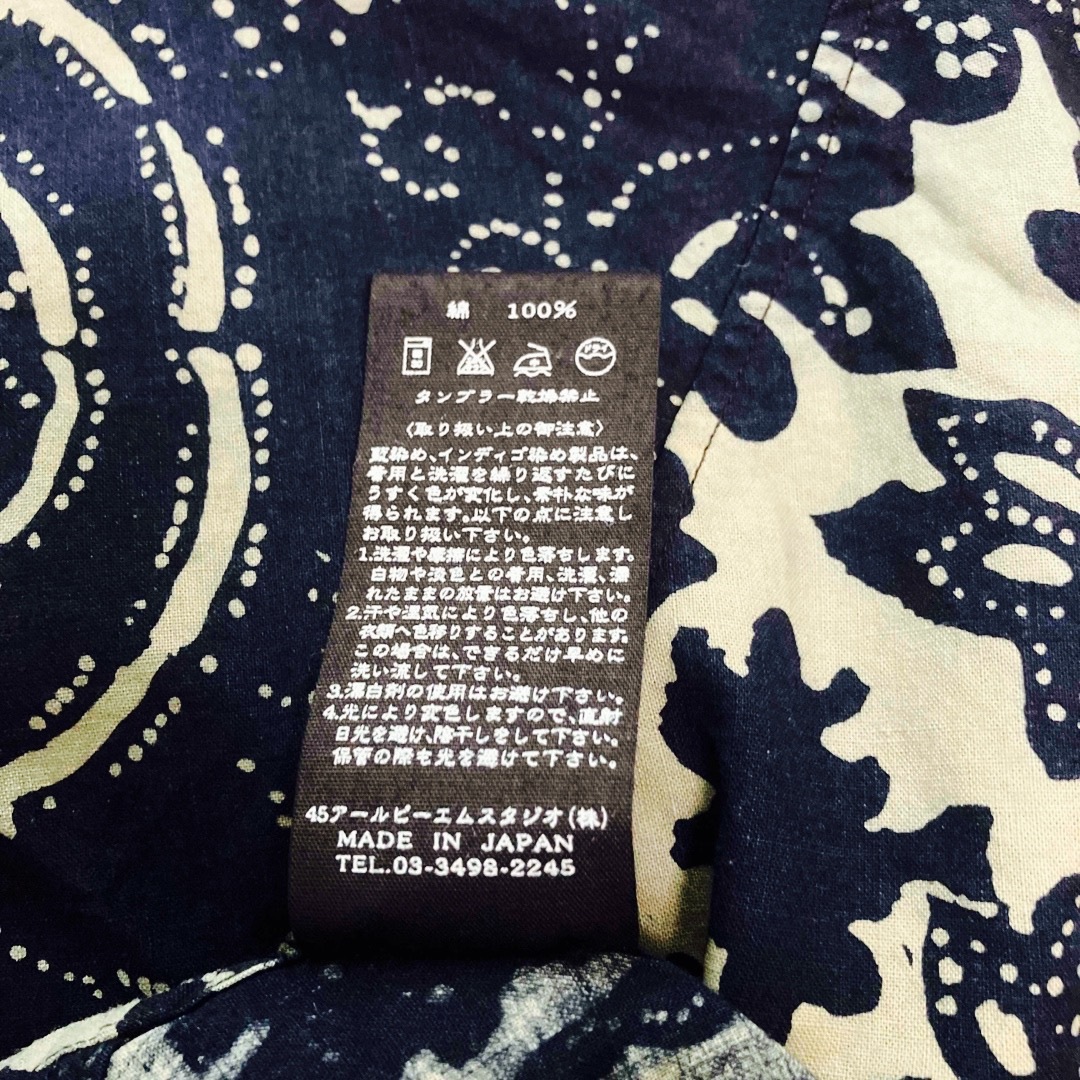 綿 100%
ドライ
タンブラー乾燥禁止
〈取り扱い上の御注意〉
藍染め、インディゴ染め製品は、
着用と洗濯を繰り返すたびに
うすく色が変化し、素朴な味が
得られます。以下の点に注意し
お取り扱い下さい。
1.洗濯や摩擦により色落ちします。
白物や淡色との着用、洗濯、濡
れたままの放置はお避け下さい。
2.汗や湿気により色落ちし、他の
衣類へ色移りすることがあります。
この場合は、できるだけ早めに
洗い流して下さい。
3.漂白剤の使用はお避け下さい。
4.光により変色しますので、直射
日光を避け、陰干しをして下さい。
保管の際も光を避けて下さい。
45アールピーエムスタジオ(株)
MADE IN JAPAN
TEL.03-3498-2245